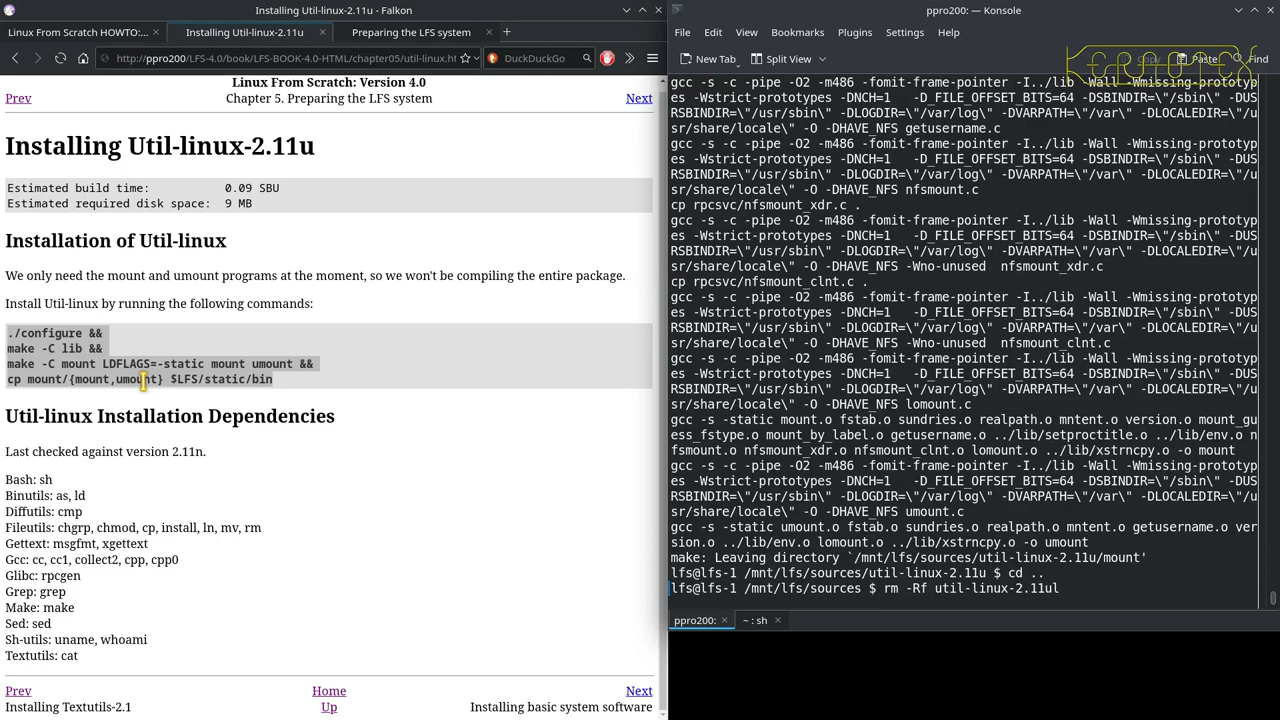 Installing Util-linux-2.11u - Falkon
Linux From Scratch HOWTO:...
Installing Util-linux-2.11u
Preparing the LFS system
http://ppro200/LFS-4.0/book/LFS-BOOK-4.0-HTML/chapter05/util-linux.ht
DuckDuckGo
Linux From Scratch: Version 4.0
Prev
Chapter 5. Preparing the LFS system
Next
Installing Util-linux-2.11u
Estimated build time: 0.09 SBU
Estimated required disk space: 9 MB
Installation of Util-linux
We only need the mount and umount programs at the moment, so we won't be compiling the entire package.
Install Util-linux by running the following commands:
./configure &&
make -C lib &&
make -C mount LDFLAGS=-static mount umount &&
cp mount/{mount,umount} $LFS/static/bin
Util-linux Installation Dependencies
Last checked against version 2.11n.
Bash: sh
Binutils: as, ld
Diffutils: cmp
Fileutils: chgrp, chmod, cp, install, ln, mv, rm
Gettext: msgfmt, xgettext
Gcc: cc, cc1, collect2, cpp, cpp0
Glibc: rpcgen
Grep: grep
Make: make
Sed: sed
Sh-utils: uname, whoami
Textutils: cat
Prev
Home
Next
Installing Textutils-2.1
Up
Installing basic system software
ppro200: — Konsole
File Edit View Bookmarks Plugins Settings Help
New Tab
Split View
Copy
Paste
Find
gcc -s -c -pipe -O2 -m486 -fomit-frame-pointer -I../lib -Wall -Wmissing-prototyp
es -Wstrict-prototypes -DNCH=1 -D_FILE_OFFSET_BITS=64 -DSBINDIR=\"/sbin\" -DUS
RSBINDIR=\"/usr/sbin\" -DLOGDIR=\"/var/log\" -DVARPATH=\"/var\" -DLOCALEDIR=\"/u
sr/share/locale\" -O -DHAVE_NFS getusername.c
gcc -s -c -pipe -O2 -m486 -fomit-frame-pointer -I../lib -Wall -Wmissing-prototyp
es -Wstrict-prototypes -DNCH=1 -D_FILE_OFFSET_BITS=64 -DSBINDIR=\"/sbin\" -DUS
RSBINDIR=\"/usr/sbin\" -DLOGDIR=\"/var/log\" -DVARPATH=\"/var\" -DLOCALEDIR=\"/u
sr/share/locale\" -O -DHAVE_NFS nfsmount.c
cp rpcsvc/nfsmount_xdr.c .
gcc -s -c -pipe -O2 -m486 -fomit-frame-pointer -I../lib -Wall -Wmissing-prototyp
es -Wstrict-prototypes -DNCH=1 -D_FILE_OFFSET_BITS=64 -DSBINDIR=\"/sbin\" -DUS
RSBINDIR=\"/usr/sbin\" -DLOGDIR=\"/var/log\" -DVARPATH=\"/var\" -DLOCALEDIR=\"/u
sr/share/locale\" -O -DHAVE_NFS -Wno-unused nfsmount_xdr.c
cp rpcsvc/nfsmount_clnt.c .
gcc -s -c -pipe -O2 -m486 -fomit-frame-pointer -I../lib -Wall -Wmissing-prototyp
es -Wstrict-prototypes -DNCH=1 -D_FILE_OFFSET_BITS=64 -DSBINDIR=\"/sbin\" -DUS
RSBINDIR=\"/usr/sbin\" -DLOGDIR=\"/var/log\" -DVARPATH=\"/var\" -DLOCALEDIR=\"/u
sr/share/locale\" -O -DHAVE_NFS -Wno-unused nfsmount_clnt.c
gcc -s -c -pipe -O2 -m486 -fomit-frame-pointer -I../lib -Wall -Wmissing-prototyp
es -Wstrict-prototypes -DNCH=1 -D_FILE_OFFSET_BITS=64 -DSBINDIR=\"/sbin\" -DUS
RSBINDIR=\"/usr/sbin\" -DLOGDIR=\"/var/log\" -DVARPATH=\"/var\" -DLOCALEDIR=\"/u
sr/share/locale\" -O -DHAVE_NFS lomount.c
gcc -s -static mount.o fstab.o sundries.o realpath.o mntent.o version.o mount_gu
ess_fstype.o mount_by_label.o getusername.o ../lib/setproctitle.o ../lib/env.o n
fsmount.o nfsmount_xdr.o nfsmount_clnt.o lomount.o ../lib/xstrncpy.o -o mount
gcc -s -c -pipe -O2 -m486 -fomit-frame-pointer -I../lib -Wall -Wmissing-prototyp
es -Wstrict-prototypes -DNCH=1 -D_FILE_OFFSET_BITS=64 -DSBINDIR=\"/sbin\" -DUS
RSBINDIR=\"/usr/sbin\" -DLOGDIR=\"/var/log\" -DVARPATH=\"/var\" -DLOCALEDIR=\"/u
sr/share/locale\" -O -DHAVE_NFS umount.c
gcc -s -static umount.o fstab.o sundries.o realpath.o mntent.o getusername.o ver
sion.o ../lib/env.o lomount.o ../lib/xstrncpy.o -o umount
make: Leaving directory `/mnt/lfs/sources/util-linux-2.11u/mount'
lfs@lfs-1 /mnt/lfs/sources/util-linux-2.11u $ cd ..
lfs@lfs-1 /mnt/lfs/sources $ rm -Rf util-linux-2.11ul
ppro200:
~ : sh